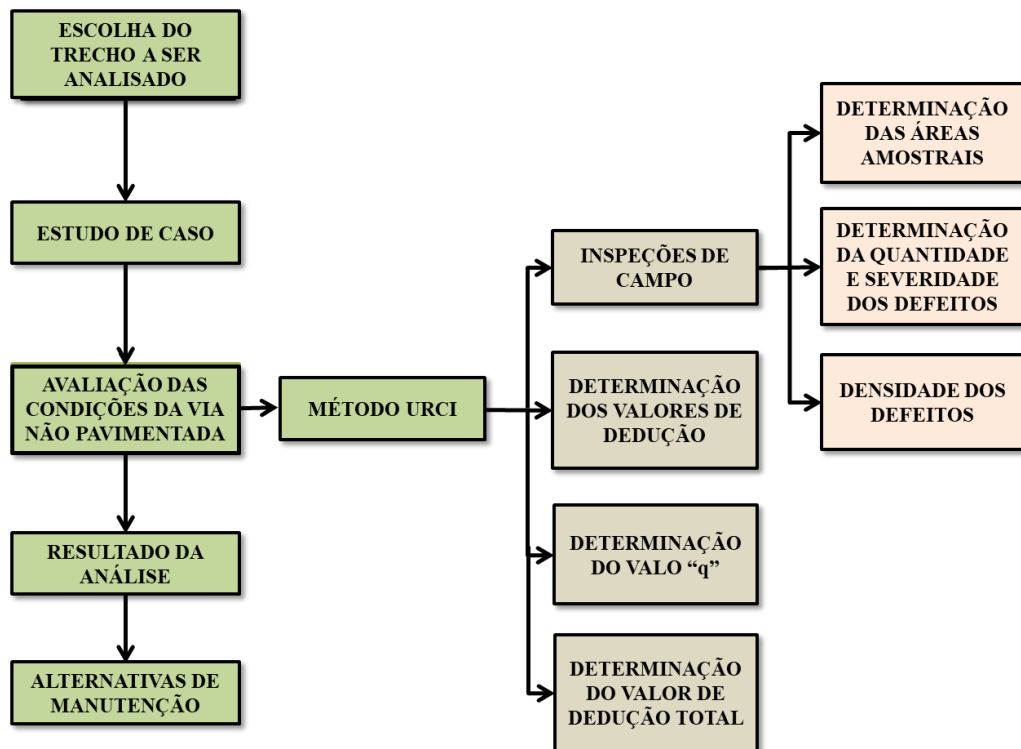 ESCOLHA DO
TRECHO A SER
ANALISADO
ESTUDO DE CASO
AVALIAÇÃO DAS
CONDIÇÕES DA VIA
NÃO PAVIMENTADA
RESULTADO DA
ANÁLISE
ALTERNATIVAS DE
MANUTENÇÃO
MÉTODO URCI
INSPEÇÕES DE
CAMPO
DETERMINAÇÃO
DOS VALORES DE
DEDUÇÃO
DETERMINAÇÃO
DO VALO “q”
DETERMINAÇÃO
DO VALOR DE
DEDUÇÃO TOTAL
DETERMINAÇÃO
DAS ÁREAS
AMOSTRAIS
DETERMINAÇÃO
DA QUANTIDADE
E SEVERIDADE
DOS DEFEITOS
DENSIDADE DOS
DEFEITOS